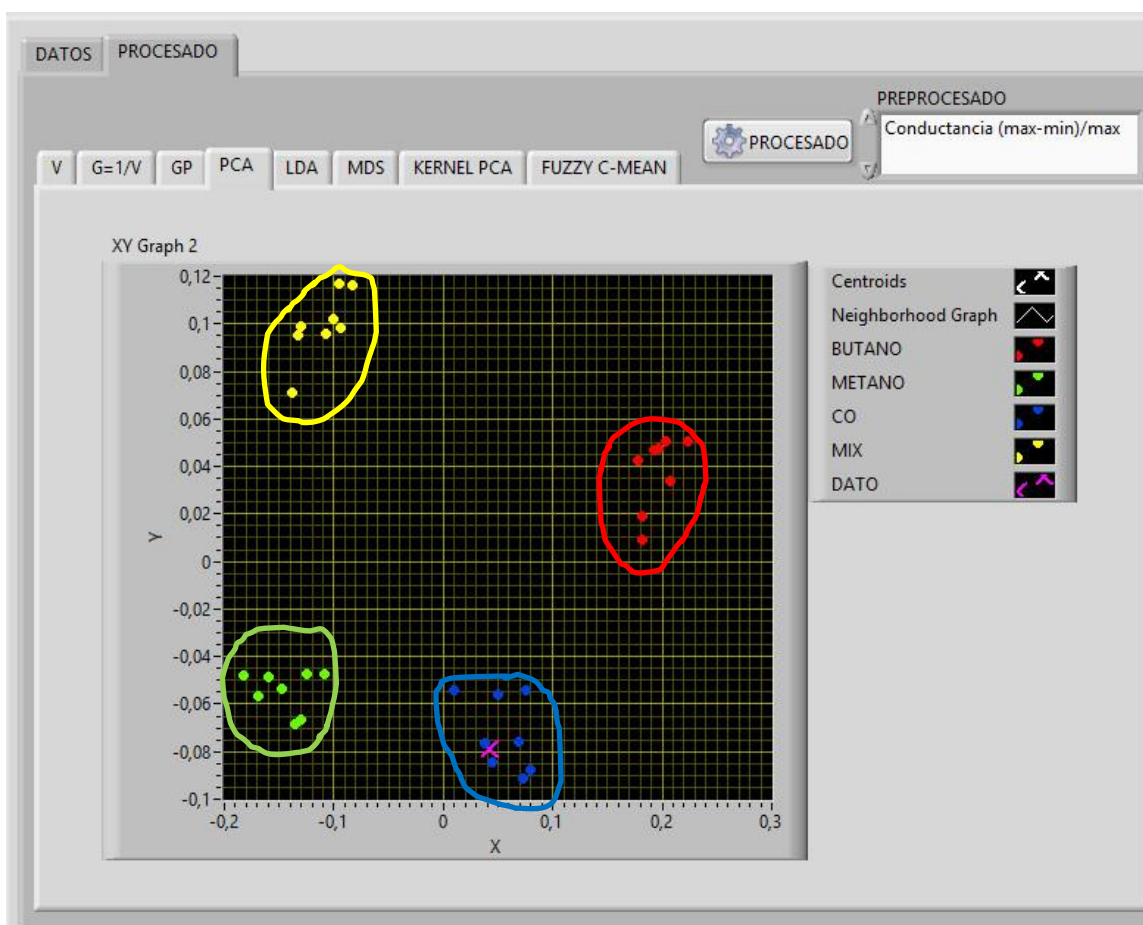 DATOS PROCESADO
PREPROCESADO
PROCESADO Conductancia (max-min)/max
V G=1/V GP PCA LDA MDS KERNEL PCA FUZZY C-MEAN
XY Graph 2
0,12
0,1
0,08
0,06
0,04
0,02
0
-0,02
-0,04
-0,06
-0,08
-0,1
Y
-0,2 -0,1 0 0,1 0,2 0,3
X
Centroids
Neighborhood Graph
BUTANO
METANO
CO
MIX
DATO